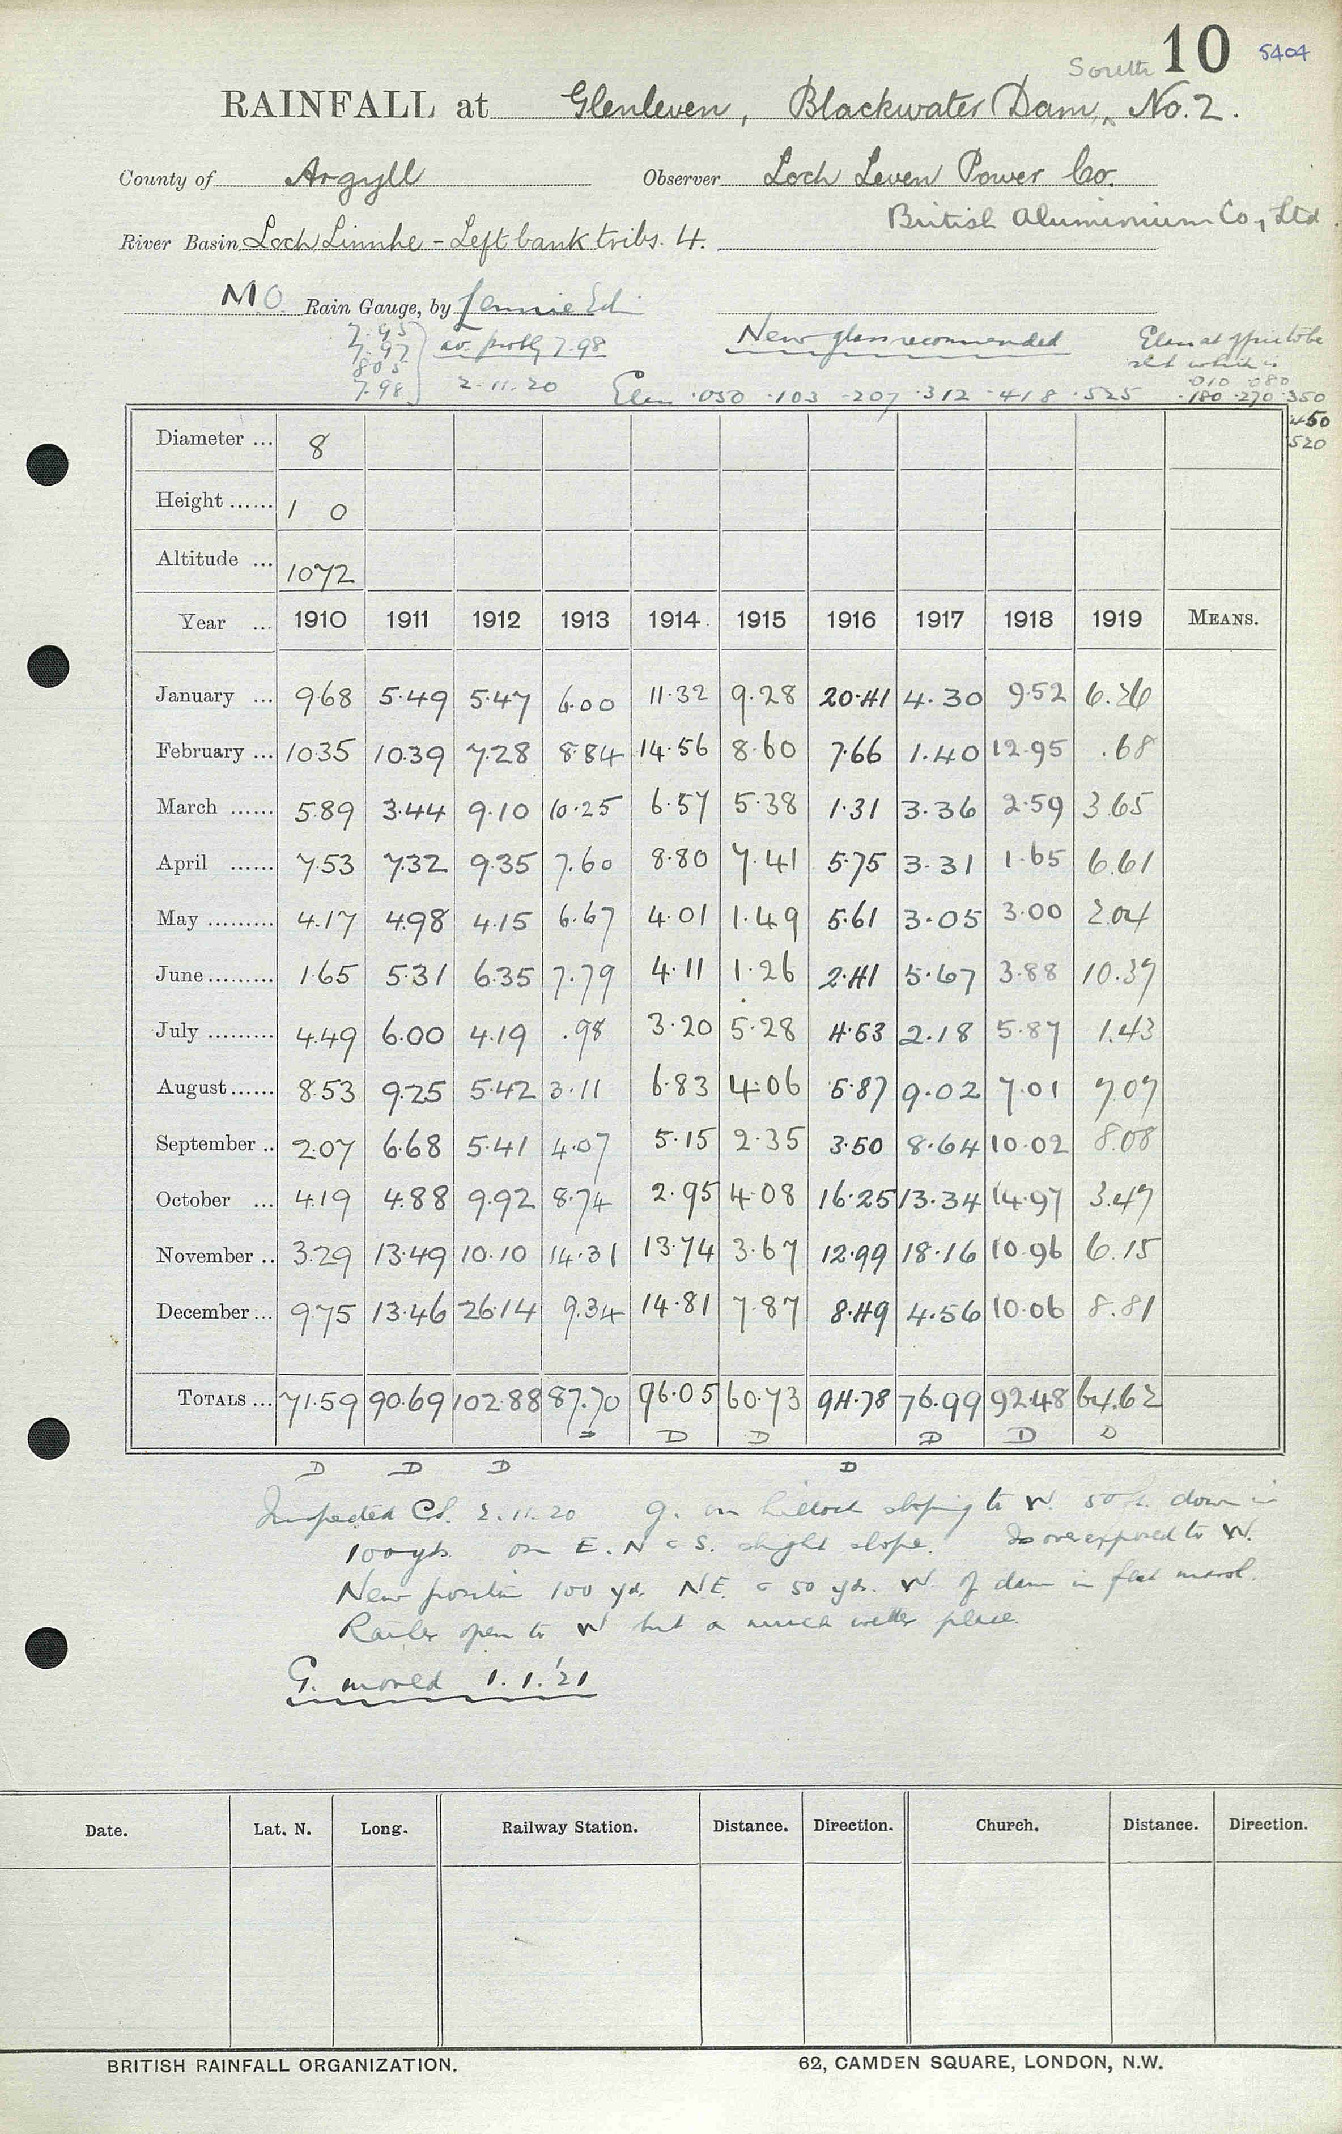 South 10 5404
RAINFALL at Glenleven, Blackwater Dam, No. 2.
County of Argyll Observer Loch Leven Power Co.
British Aluminium Co, Ltd
River Basin Loch Linnhe - Left bank tribs. 4.
MO. Rain Gauge, by Lennie Ed
7.95
7.97 av. probly 7.98 New glass recommended
8.05
7.98 2.11.20 Elem .050 .103 .207 .312 .418 .525
.010 .080
.180 .270 .350
.450
520
Diameter ... 8
Height ...... 1 0
Altitude ... 1072
Year ... 1910 1911 1912 1913 1914 1915 1916 1917 1918 1919 MEANS.
January ... 9.68 5.49 5.47 6.00 11.32 9.28 20.41 4.30 9.52 6.26
February ... 10.35 10.39 7.28 8.84 14.56 8.60 7.66 1.40 12.95 .68
March ...... 5.89 3.44 9.10 10.25 6.57 5.38 1.31 3.36 2.59 3.65
April ...... 7.53 7.32 9.35 7.60 8.80 7.41 5.75 3.31 1.65 6.61
May ......... 4.17 4.98 4.15 6.67 4.01 1.49 5.61 3.05 3.00 2.04
June ......... 1.65 5.31 6.35 7.79 4.11 1.26 2.41 5.67 3.88 10.37
July ......... 4.49 6.00 4.19 .98 3.20 5.28 4.53 2.18 5.87 1.43
August ...... 8.53 9.25 5.42 3.11 6.83 4.06 5.87 9.02 7.01 7.07
September .. 2.07 6.68 5.41 4.07 5.15 2.35 3.50 8.64 10.02 8.08
October ... 4.19 4.88 9.92 8.74 2.95 4.08 16.25 13.34 14.97 3.47
November .. 3.29 13.49 10.10 14.31 13.74 3.67 12.99 18.16 10.96 6.15
December ... 9.75 13.46 26.14 9.34 14.81 7.87 8.49 4.56 10.06 8.81
TOTALS ... 71.59 90.69 102.88 87.70 96.05 60.73 94.78 76.99 92.48 64.62
D D D D D D
D D D D
Inspected CS. 2.11.20 G. on hillock sloping to W. 50 ft. down in
100 yds. on E. N & S. slight slope. Is overexposed to W.
New position 100 yds. NE. & 50 yds. W. of dam in flat moss.
Rather open to W but a much better place.
G. moved 1.1.'21
Date. Lat. N. Long. Railway Station. Distance. Direction. Church. Distance. Direction.
BRITISH RAINFALL ORGANIZATION. 62, CAMDEN SQUARE, LONDON, N.W.